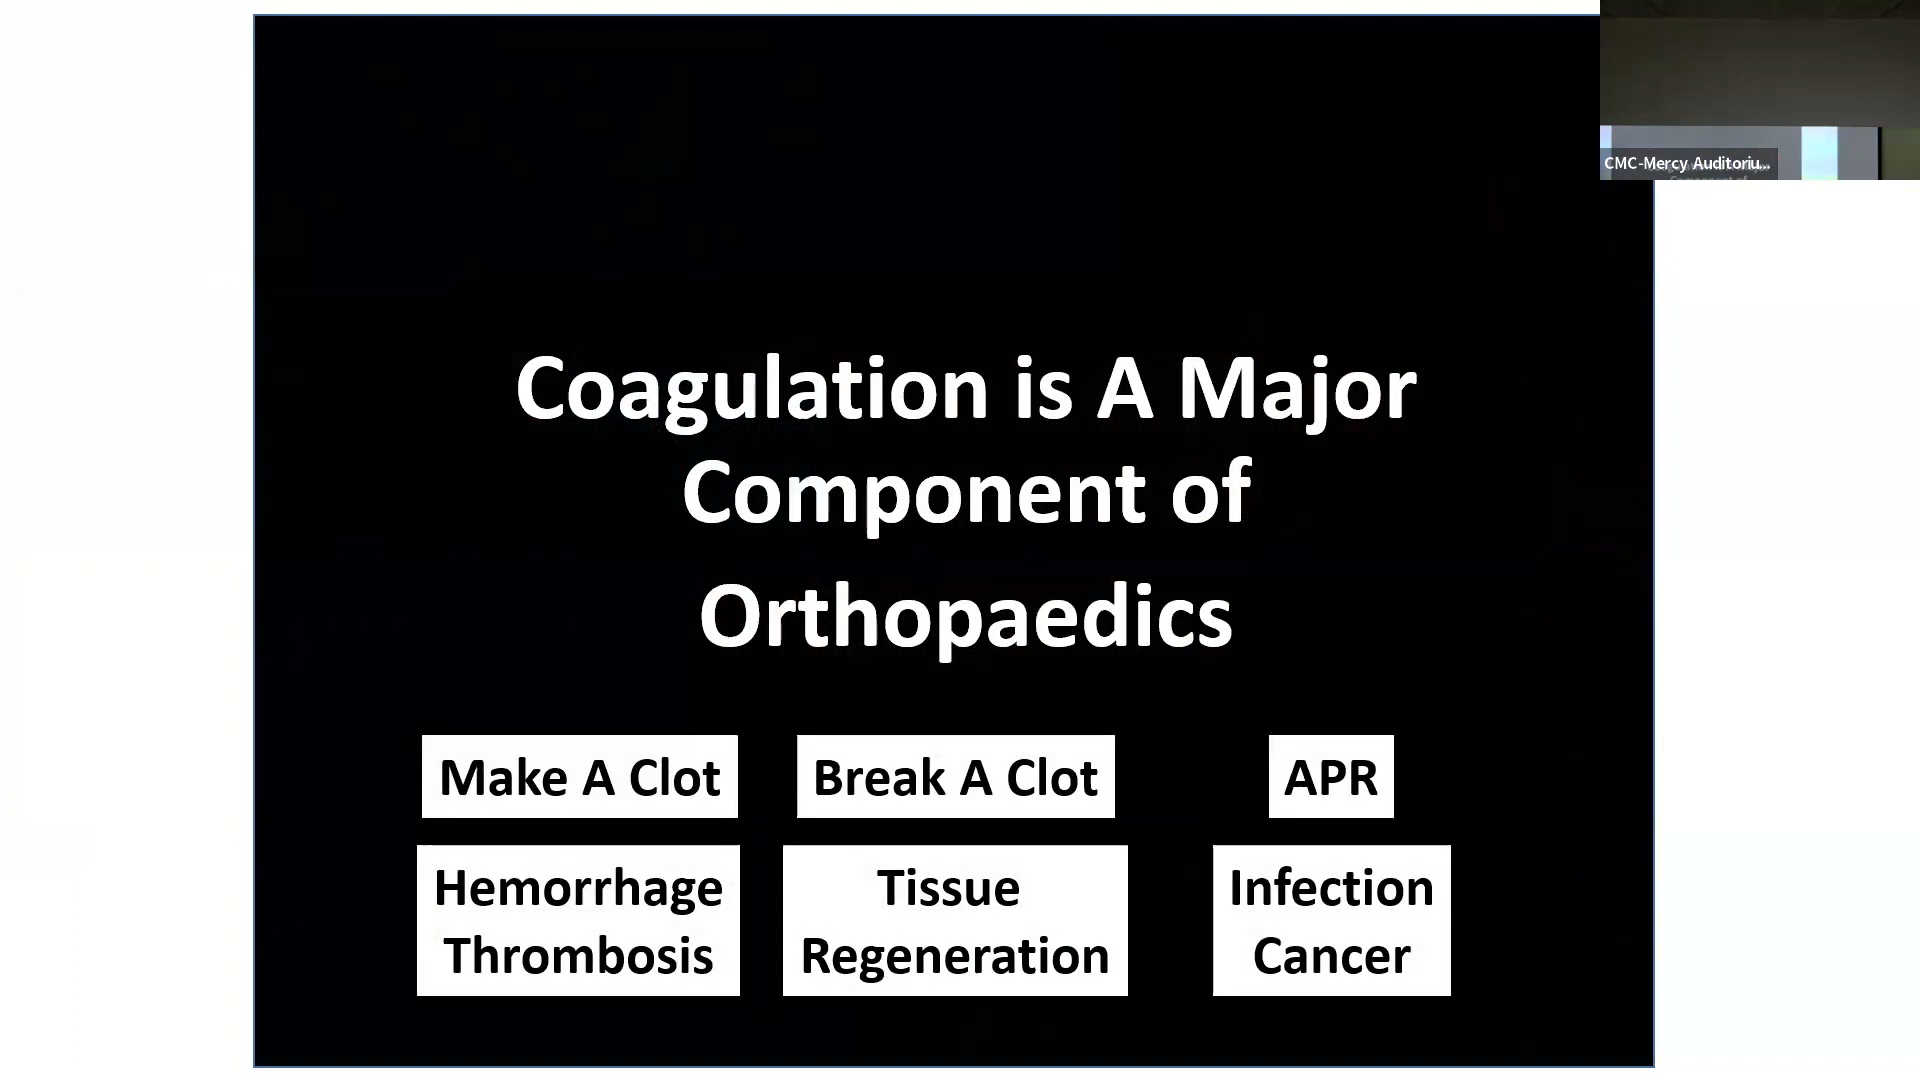 CMC-Mercy Auditoriu...
Coagulation is A Major
Component of
Orthopaedics
Make A Clot
Break A Clot
APR
Hemorrhage
Thrombosis
Tissue
Regeneration
Infection
Cancer